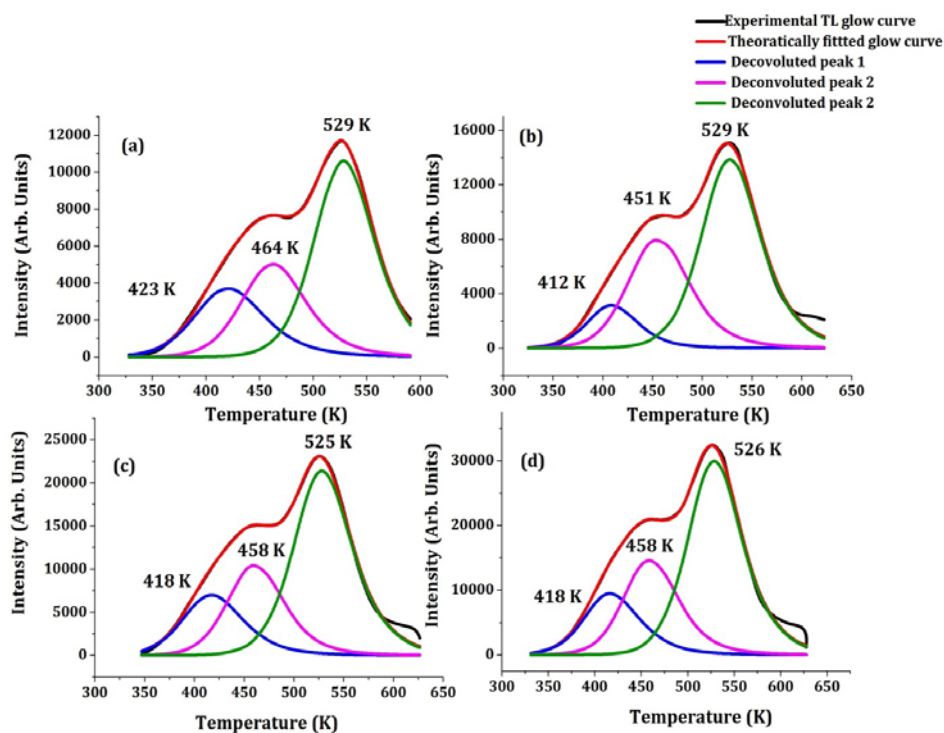 Experimental TL glow curve
Theoratically fittted glow curve
Decovoluted peak 1
Deconvoluted peak 2
Deconvoluted peak 2
(a)
529 K
464 K
423 K
12000
10000
8000
6000
4000
2000
0
Intensity (Arb. Units)
300 350 400 450 500 550 600 650
Temperature (K)
(b)
529 K
451 K
412 K
16000
12000
8000
4000
0
Intensity (Arb. Units)
300 350 400 450 500 550 600 650
Temperature (K)
(c)
525 K
458 K
418 K
25000
20000
15000
10000
5000
0
Intensity (Arb. Units)
300 350 400 450 500 550 600 650
Temperature (K)
(d)
526 K
458 K
418 K
30000
20000
10000
0
Intensity (Arb. Units)
300 350 400 450 500 550 600 650
Temperature (K)